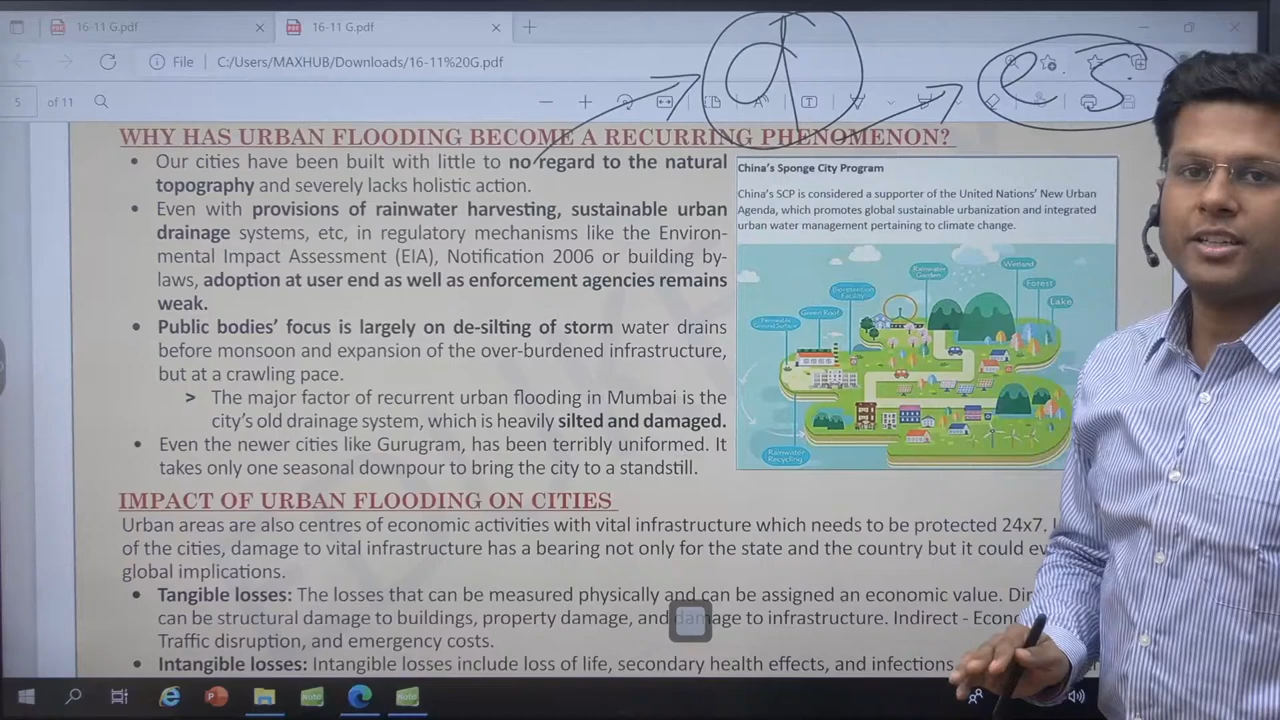 16-11 G.pdf
16-11 G.pdf
File
C:/Users/MAXHUB/Downloads/16-11%20G.pdf
5
of 11
a
e.s
WHY HAS URBAN FLOODING BECOME A RECURRING PHENOMENON?
• Our cities have been built with little to no regard to the natural
topography and severely lacks holistic action.
• Even with provisions of rainwater harvesting, sustainable urban
drainage systems, etc, in regulatory mechanisms like the Environ-
mental Impact Assessment (EIA), Notification 2006 or building by-
laws, adoption at user end as well as enforcement agencies remains
weak.
• Public bodies' focus is largely on de-silting of storm water drains
before monsoon and expansion of the over-burdened infrastructure,
but at a crawling pace.
> The major factor of recurrent urban flooding in Mumbai is the
city's old drainage system, which is heavily silted and damaged.
• Even the newer cities like Gurugram, has been terribly uniformed. It
takes only one seasonal downpour to bring the city to a standstill.
China's Sponge City Program
China's SCP is considered a supporter of the United Nations' New Urban
Agenda, which promotes global sustainable urbanization and integrated
urban water management pertaining to climate change.
Rainwater
Garden
Wetland
Forest
Lake
Bioretention
Facility
Green Roof
Permeable
Ground Surface
Rainwater
Recycling
IMPACT OF URBAN FLOODING ON CITIES
Urban areas are also centres of economic activities with vital infrastructure which needs to be protected 24x7.
of the cities, damage to vital infrastructure has a bearing not only for the state and the country but it could
global implications.
• Tangible losses: The losses that can be measured physically and can be assigned an economic value.
can be structural damage to buildings, property damage, and damage to infrastructure. Indirect -
Traffic disruption, and emergency costs.
• Intangible losses: Intangible losses include loss of life, secondary health effects, and infections